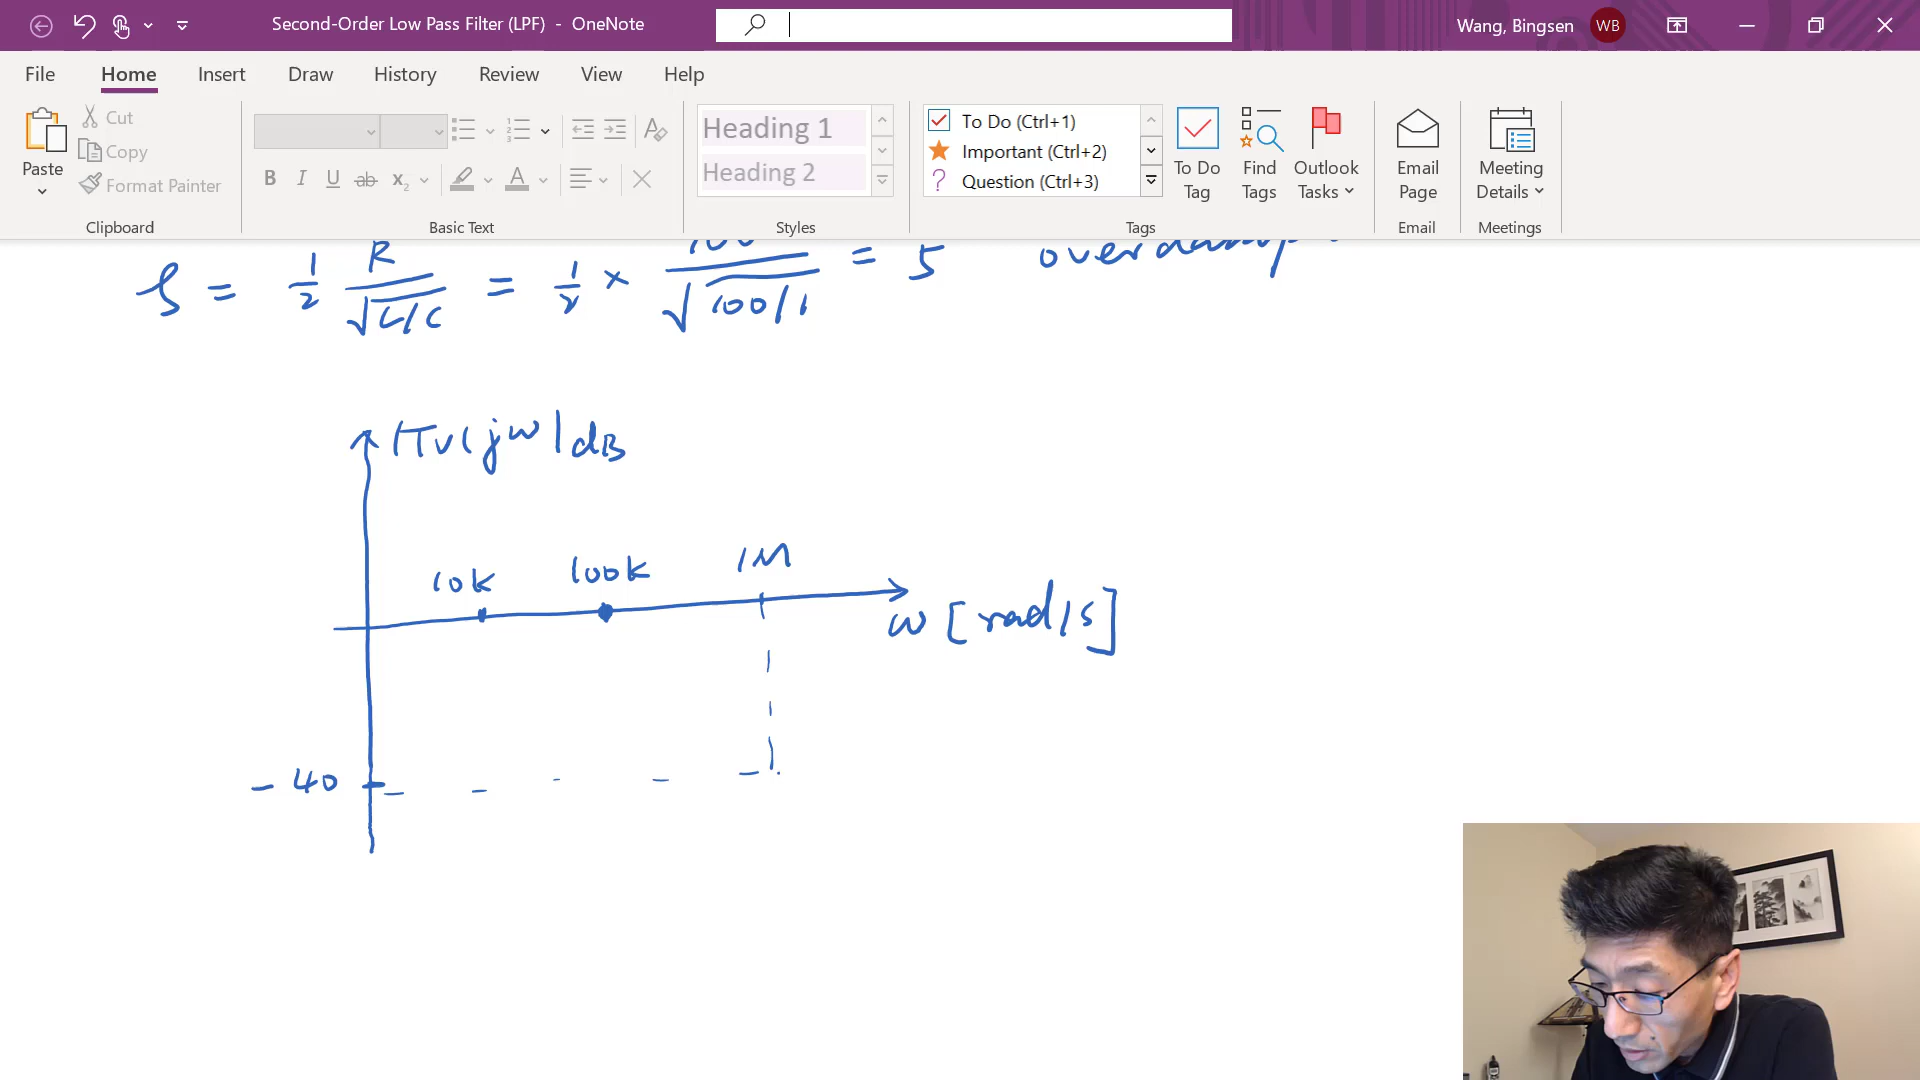 Second-Order Low Pass Filter (LPF) - OneNote
Wang, Bingsen WB
File Home Insert Draw History Review View Help
Paste
Cut
Copy
Format Painter
Clipboard
B I U ab X₂ A
Basic Text
Heading 1
Heading 2
Styles
To Do (Ctrl+1)
Important (Ctrl+2)
Question (Ctrl+3)
To Do Tag
Find Tags
Outlook Tasks
Tags
Email Page
Email
Meeting Details
Meetings
ζ = 1/2 R/√(L/C) = 1/2 × 100/√(100/1) = 5
|Tv(jω|dB
10K 100K 1M
ω [rad/s]
-40